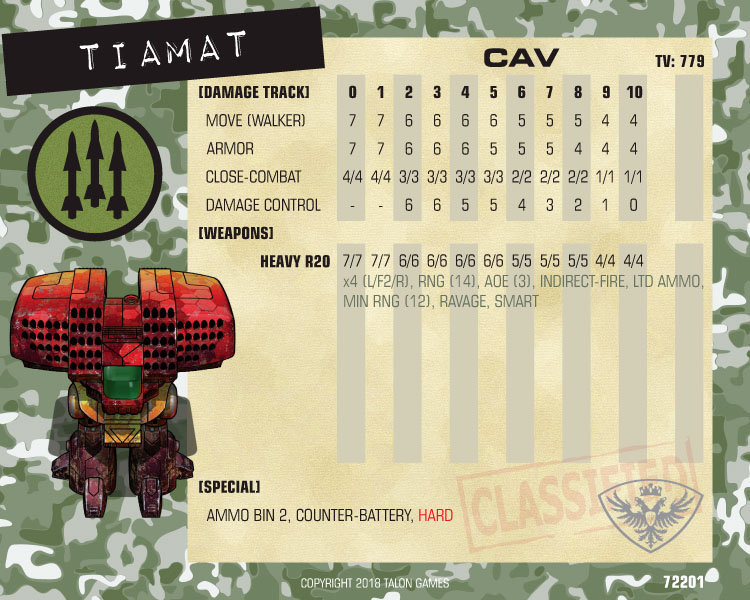 TIAMAT
CAV
TV: 779
[DAMAGE TRACK] 0 1 2 3 4 5 6 7 8 9 10
MOVE (WALKER) 7 7 6 6 6 6 5 5 5 4 4
ARMOR 7 7 6 6 6 5 5 5 4 4 4
CLOSE-COMBAT 4/4 4/4 3/3 3/3 3/3 3/3 2/2 2/2 2/2 1/1 1/1
DAMAGE CONTROL - - 6 6 5 5 4 3 2 1 0
[WEAPONS]
HEAVY R20 7/7 7/7 6/6 6/6 6/6 6/6 5/5 5/5 5/5 4/4 4/4
x4 (L/F2/R), RNG (14), AOE (3), INDIRECT-FIRE, LTD AMMO,
MIN RNG (12), RAVAGE, SMART
[SPECIAL]
AMMO BIN 2, COUNTER-BATTERY, HARD
CLASSIFIED
COPYRIGHT 2018 TALON GAMES
72201